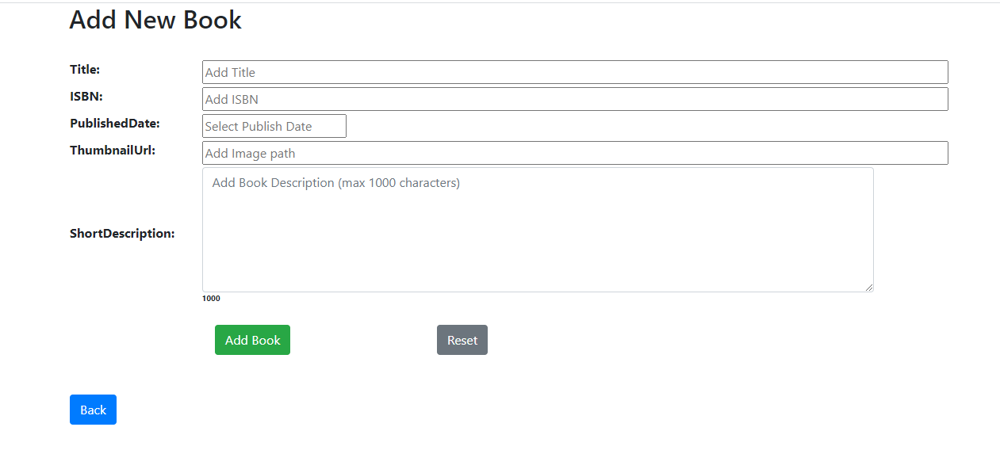 Add New Book
Title: Add Title
ISBN: Add ISBN
PublishedDate: Select Publish Date
ThumbnailUrl: Add Image path
Add Book Description (max 1000 characters)
ShortDescription:
1000
Add Book Reset
Back